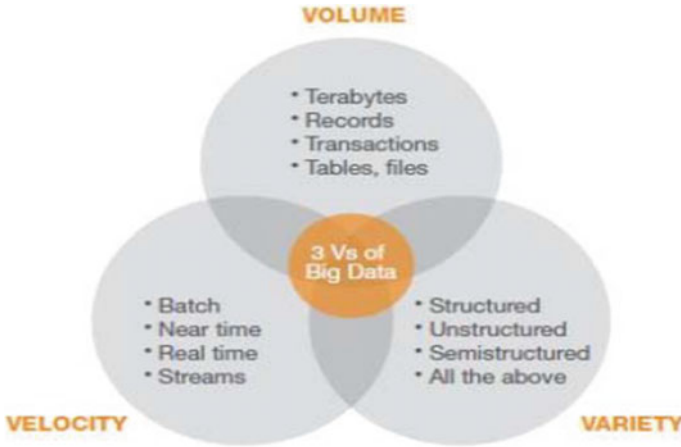 VOLUME
• Terabytes
• Records
• Transactions
• Tables, files
3 Vs of
Big Data
• Batch
• Near time
• Real time
• Streams
• Structured
• Unstructured
• Semistructured
• All the above
VELOCITY
VARIETY